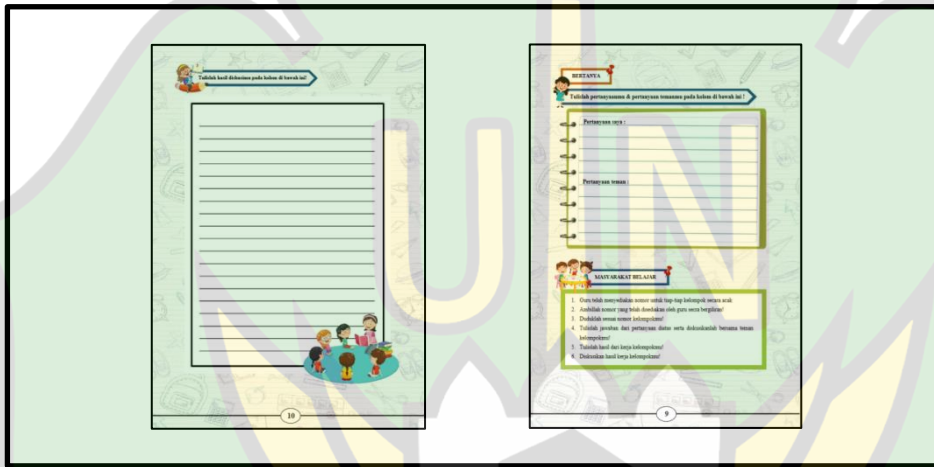 Tulislah hasil diskusimu pada kolom di bawah ini!
10
BERTANYA
Tulislah pertanyaanmu & pertanyaan temanmu pada kolom di bawah ini !
Pertanyaan saya :
Pertanyaan teman :
MASYARAKAT BELAJAR
1. Guru telah menyediakan nomor untuk tiap-tiap kelompok secara acak
2. Ambillah nomor yang telah disediakan oleh guru secra bergiliran!
3. Duduklah sesuai nomor kelompokmu!
4. Tulislah jawaban dari pertanyaan diatas serta diskusikanlah bersama teman
kelompokmu!
5. Tulislah hasil dari kerja kelompokmu!
6. Diskusikan hasil kerja kelompokmu!
9
UIN